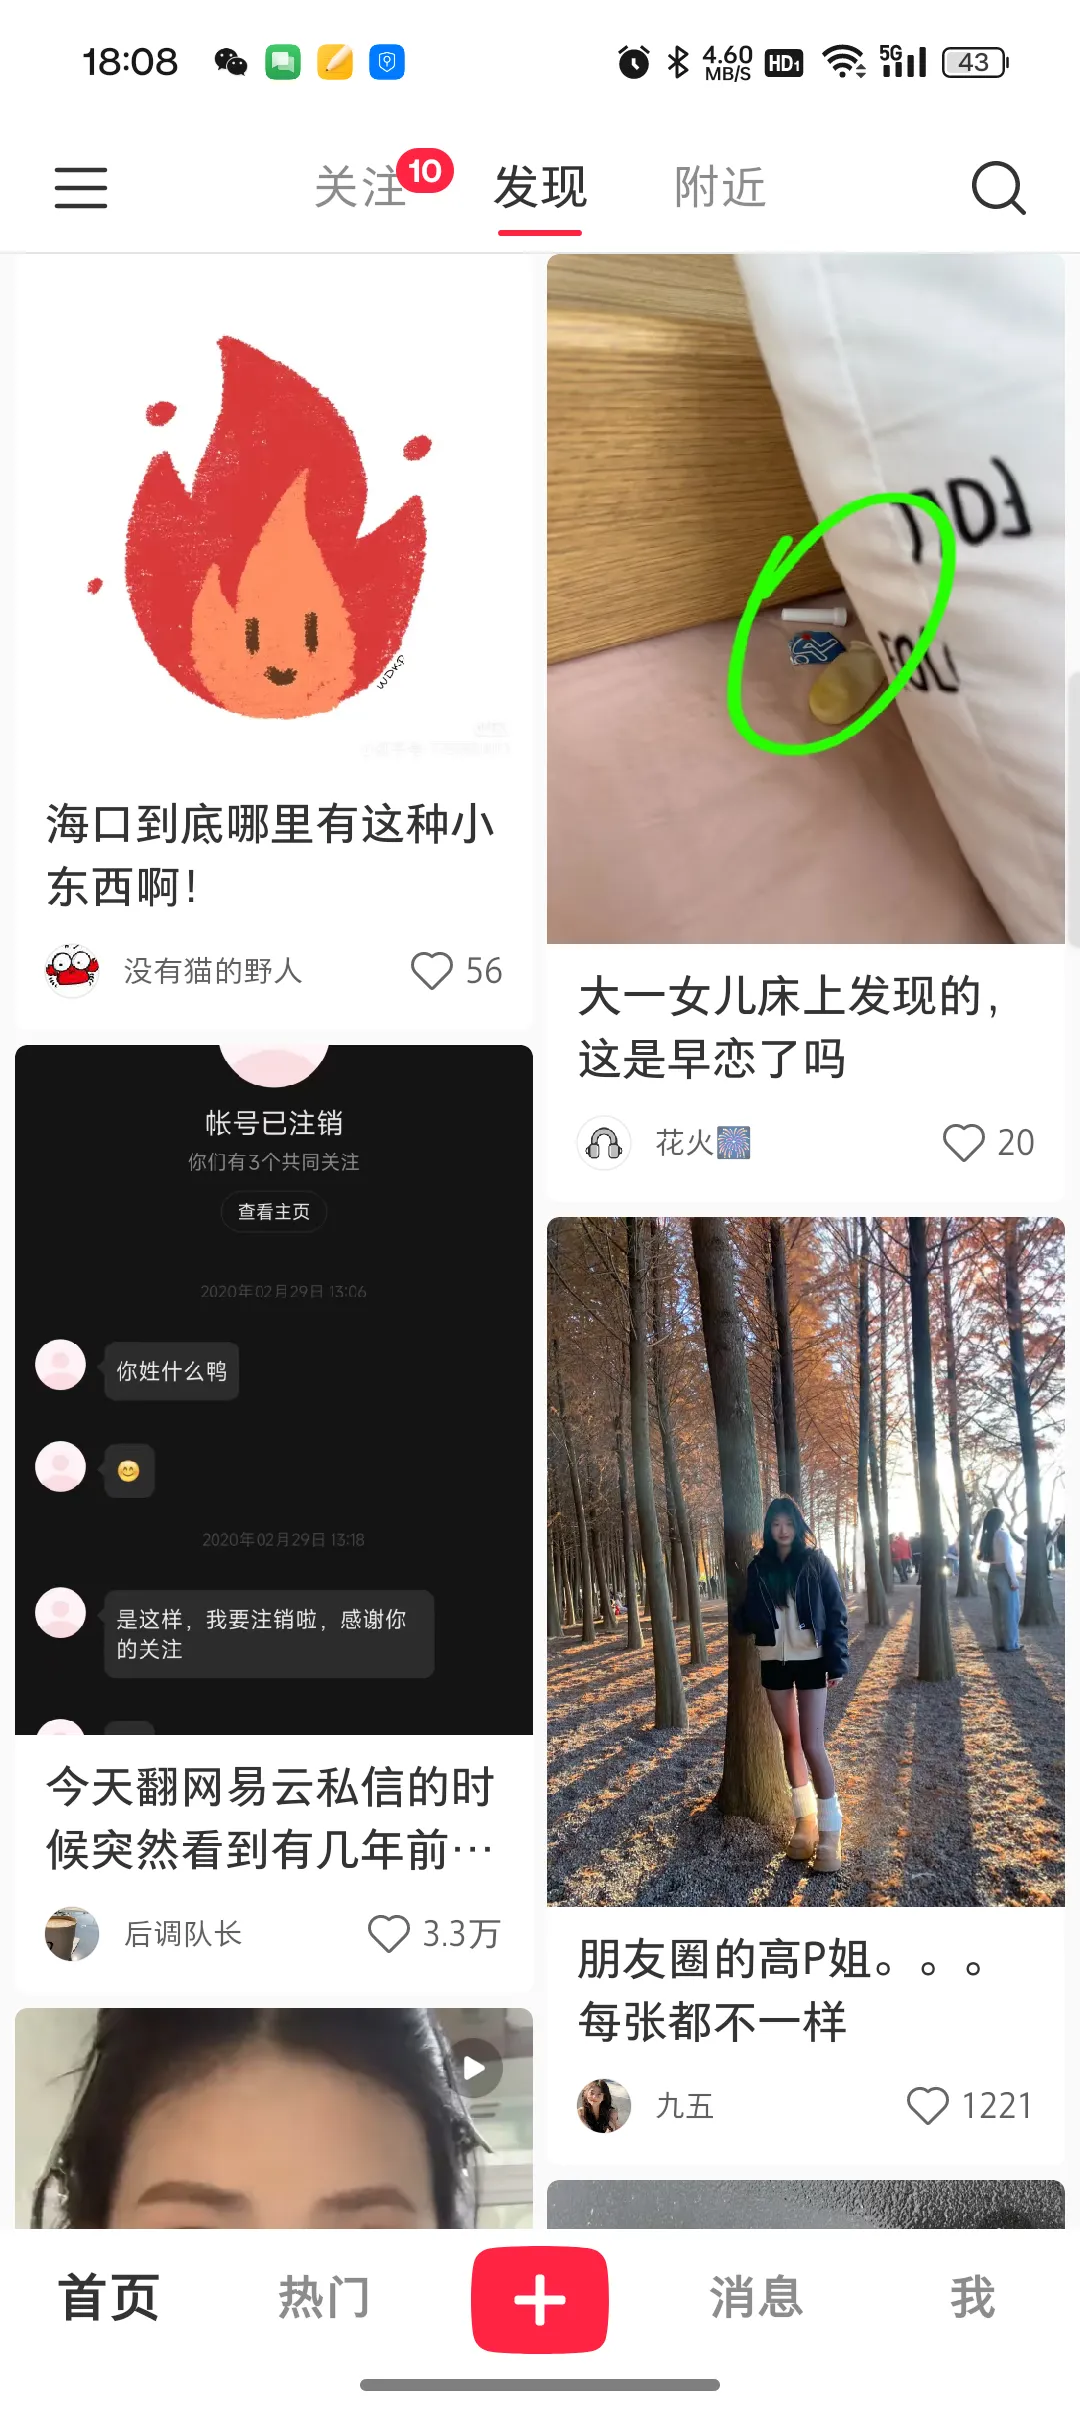 18:08
4.60
MB/S
HD1
5G
43
关注
10
发现
附近
WDKP
海口到底哪里有这种小
东西啊！
没有猫的野人
56
大一女儿床上发现的，
这是早恋了吗
花火🎆
20
帐号已注销
你们有3个共同关注
查看主页
2020年02月29日 13:06
你姓什么鸭
😊
2020年02月29日 13:18
是这样，我要注销啦，感谢你
的关注
今天翻网易云私信的时
候突然看到有几年前…
后调队长
3.3万
朋友圈的高P姐。。。
每张都不一样
九五
1221
首页
热门
消息
我